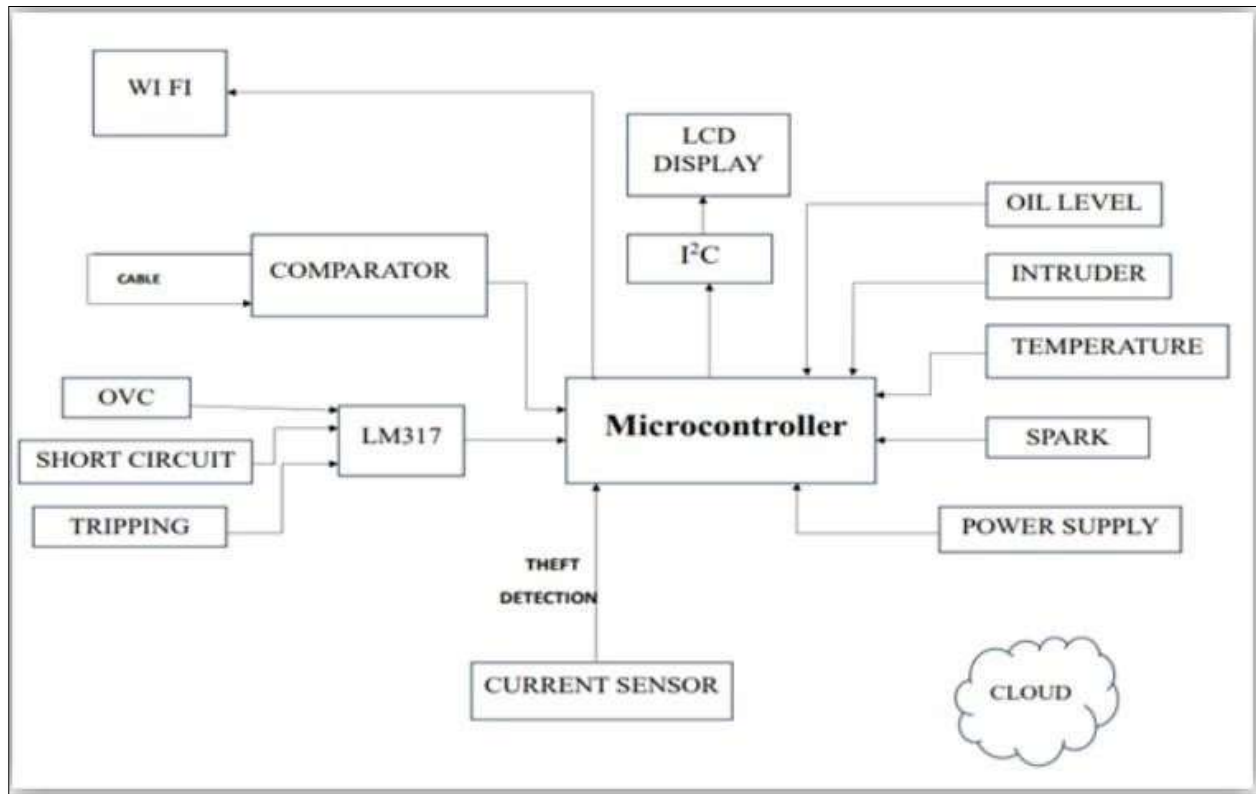 WI FI
LCD
DISPLAY
OIL LEVEL
I²C
COMPARATOR
INTRUDER
CABLE
TEMPERATURE
OVC
Microcontroller
LM317
SPARK
SHORT CIRCUIT
TRIPPING
POWER SUPPLY
THEFT
DETECTION
CURRENT SENSOR
CLOUD